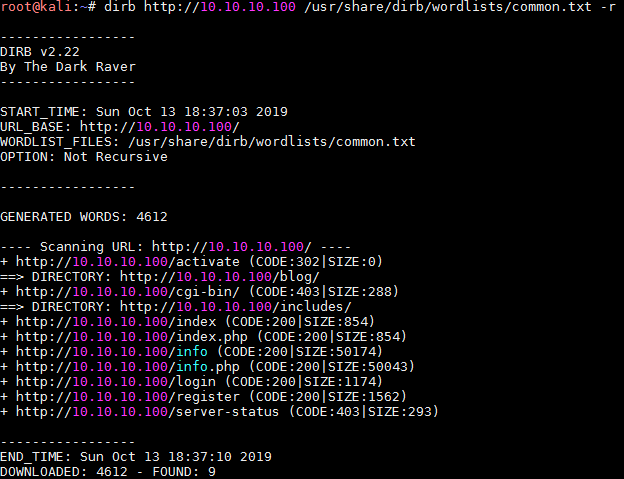 root@kali:~# dirb http://10.10.10.100 /usr/share/dirb/wordlists/common.txt -r
-----------------
DIRB v2.22
By The Dark Raver
-----------------
START_TIME: Sun Oct 13 18:37:03 2019
URL_BASE: http://10.10.10.100/
WORDLIST_FILES: /usr/share/dirb/wordlists/common.txt
OPTION: Not Recursive
-----------------
GENERATED WORDS: 4612
---- Scanning URL: http://10.10.10.100/ ----
+ http://10.10.10.100/activate (CODE:302|SIZE:0)
==> DIRECTORY: http://10.10.10.100/blog/
+ http://10.10.10.100/cgi-bin/ (CODE:403|SIZE:288)
==> DIRECTORY: http://10.10.10.100/includes/
+ http://10.10.10.100/index (CODE:200|SIZE:854)
+ http://10.10.10.100/index.php (CODE:200|SIZE:854)
+ http://10.10.10.100/info (CODE:200|SIZE:50174)
+ http://10.10.10.100/info.php (CODE:200|SIZE:50043)
+ http://10.10.10.100/login (CODE:200|SIZE:1174)
+ http://10.10.10.100/register (CODE:200|SIZE:1562)
+ http://10.10.10.100/server-status (CODE:403|SIZE:293)
-----------------
END_TIME: Sun Oct 13 18:37:10 2019
DOWNLOADED: 4612 - FOUND: 9